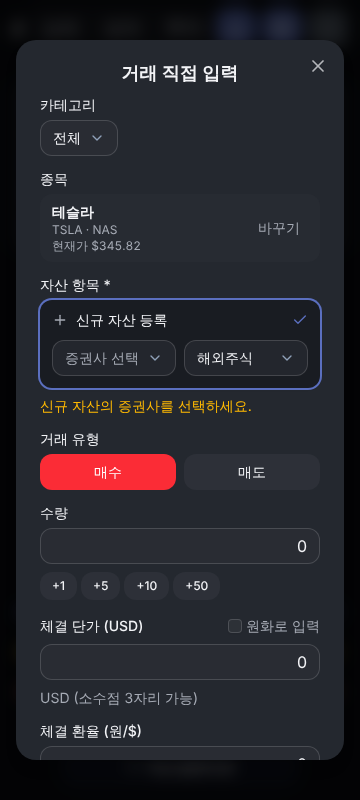 거래 직접 입력
카테고리
전체
종목
테슬라
TSLA · NAS
현재가 $345.82
바꾸기
자산 항목 *
신규 자산 등록
증권사 선택
해외주식
신규 자산의 증권사를 선택하세요.
거래 유형
매수
매도
수량
0
+1
+5
+10
+50
체결 단가 (USD)
원화로 입력
0
USD (소수점 3자리 가능)
체결 환율 (원/$)